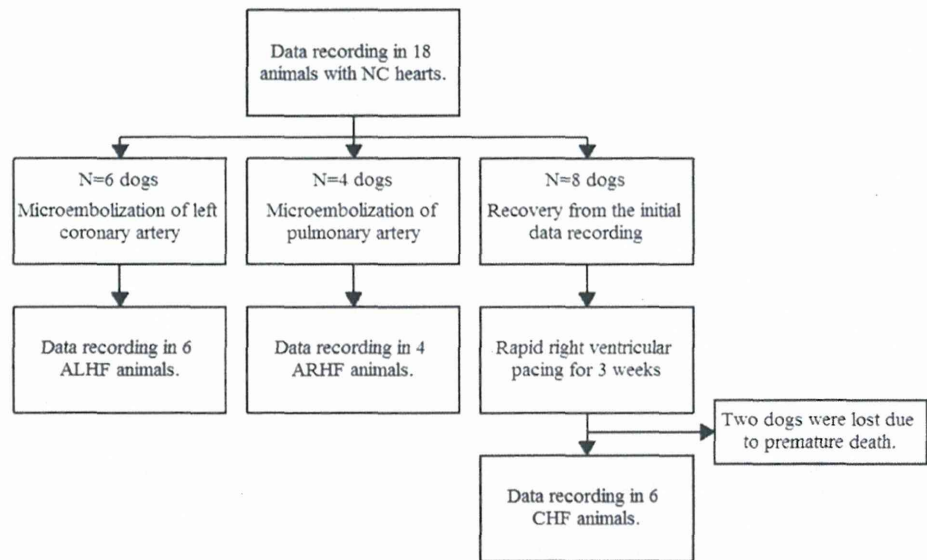 Data recording in 18
animals with NC hearts.
N=6 dogs
Microembolization of left
coronary artery
N=4 dogs
Microembolization of
pulmonary artery
N=8 dogs
Recovery from the initial
data recording
Data recording in 6
ALHF animals.
Data recording in 4
ARHF animals.
Rapid right ventricular
pacing for 3 weeks
Two dogs were lost due
to premature death.
Data recording in 6
CHF animals.